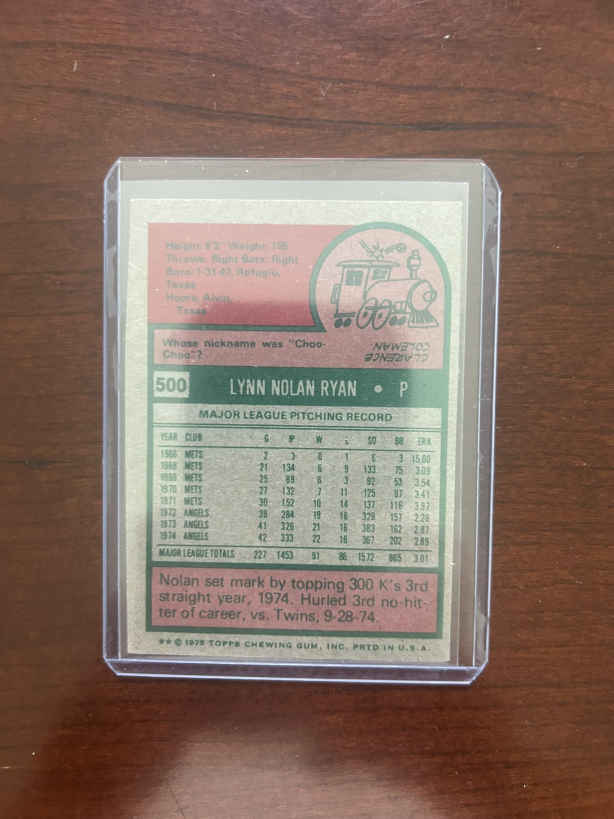 Height: 6'2" Weight: 195
Throws: Right Bats: Right
Born: 1-31-47, Refugio,
Texas
Home: Alvin,
Texas
Whose nickname was "Choo-
Choo"?
CLARENCE
COLEMAN
500 LYNN NOLAN RYAN • P
MAJOR LEAGUE PITCHING RECORD
YEAR CLUB G IP W L SO BB ERA
1966 METS 2 3 0 1 6 3 15.00
1968 METS 21 134 6 9 133 75 3.09
1969 METS 25 89 6 3 92 53 3.54
1970 METS 27 132 7 11 125 97 3.41
1971 METS 30 152 10 14 137 116 3.97
1972 ANGELS 39 284 19 16 329 157 2.28
1973 ANGELS 41 326 21 16 383 162 2.87
1974 ANGELS 42 333 22 16 367 202 2.89
MAJOR LEAGUE TOTALS 227 1453 91 86 1572 865 3.01
Nolan set mark by topping 300 K's 3rd
straight year, 1974. Hurled 3rd no-hit-
ter of career, vs. Twins, 9-28-74.
** © 1975 TOPPS CHEWING GUM, INC. PRTD IN U.S.A.